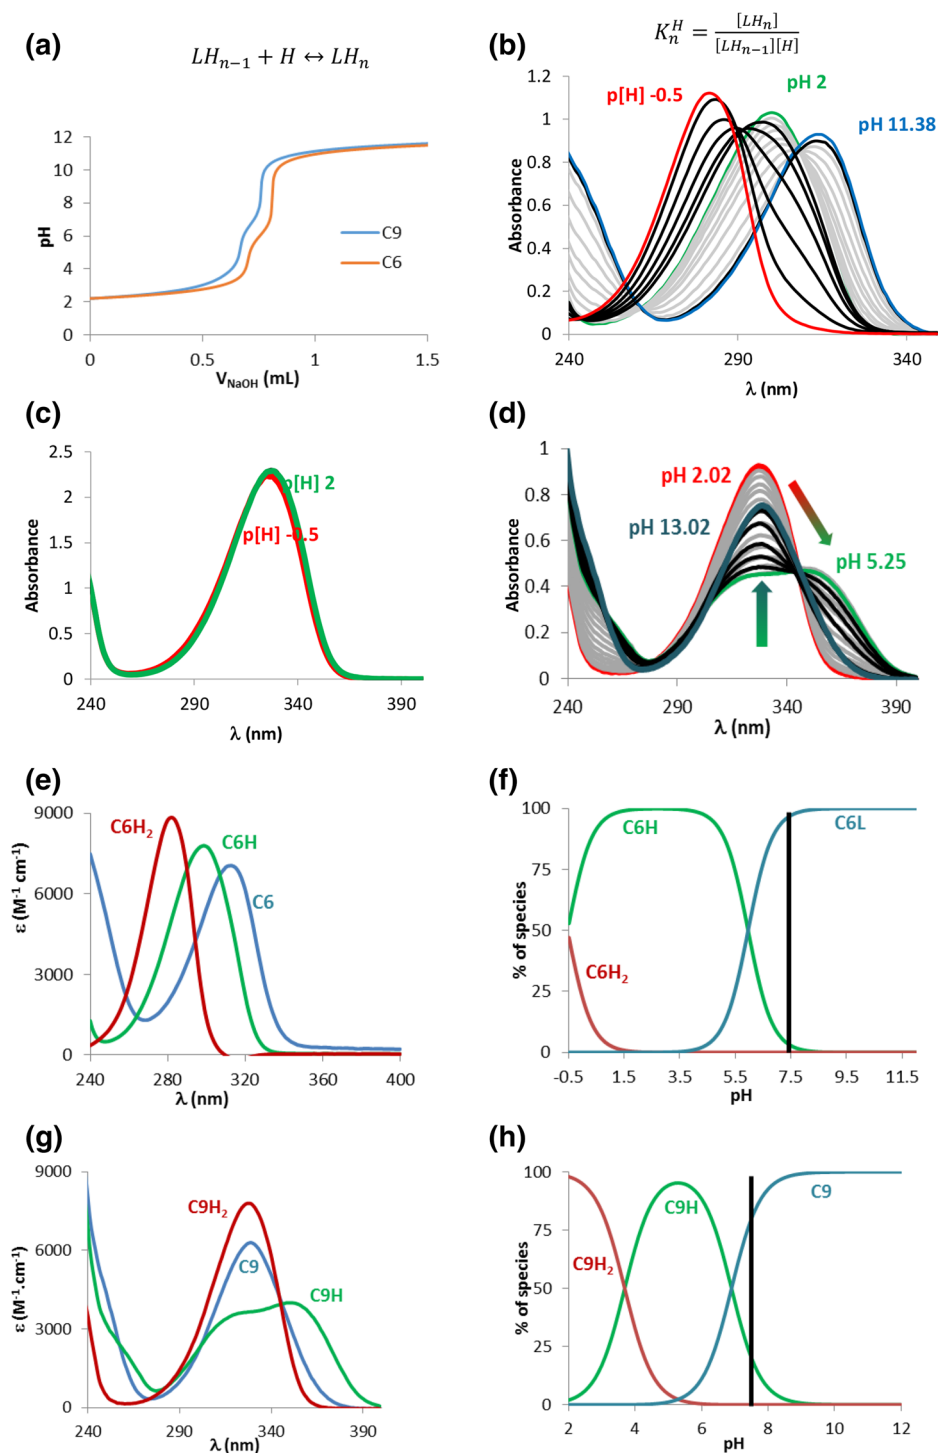 (a)
LHn−1 + H ↔ LHn
12
10
8
6
4
2
0
pH
C9
C6
0 0.5 1 1.5
VNaOH (mL)
(b)
KnH = [LHn] / [LHn−1][H]
p[H] -0.5
pH 2
pH 11.38
1.2
1
0.8
0.6
0.4
0.2
0
Absorbance
240 290 340
λ (nm)
(c)
2.5
2
1.5
1
0.5
0
Absorbance
p[H] 2
p[H] -0.5
240 290 340 390
λ (nm)
(d)
1
0.8
0.6
0.4
0.2
0
Absorbance
pH 2.02
pH 13.02
pH 5.25
240 290 340 390
λ (nm)
(e)
9000
6000
3000
0
ε (M-1 cm-1)
C6H2
C6H
C6
240 280 320 360 400
λ (nm)
(f)
100
75
50
25
0
% of species
C6H
C6L
C6H2
-0.5 1.5 3.5 5.5 7.5 9.5 11.5
pH
(g)
9000
6000
3000
0
ε (M-1.cm-1)
C9H2
C9
C9H
240 290 340 390
λ (nm)
(h)
100
75
50
25
0
% of species
C9H
C9
C9H2
2 4 6 8 10 12
pH